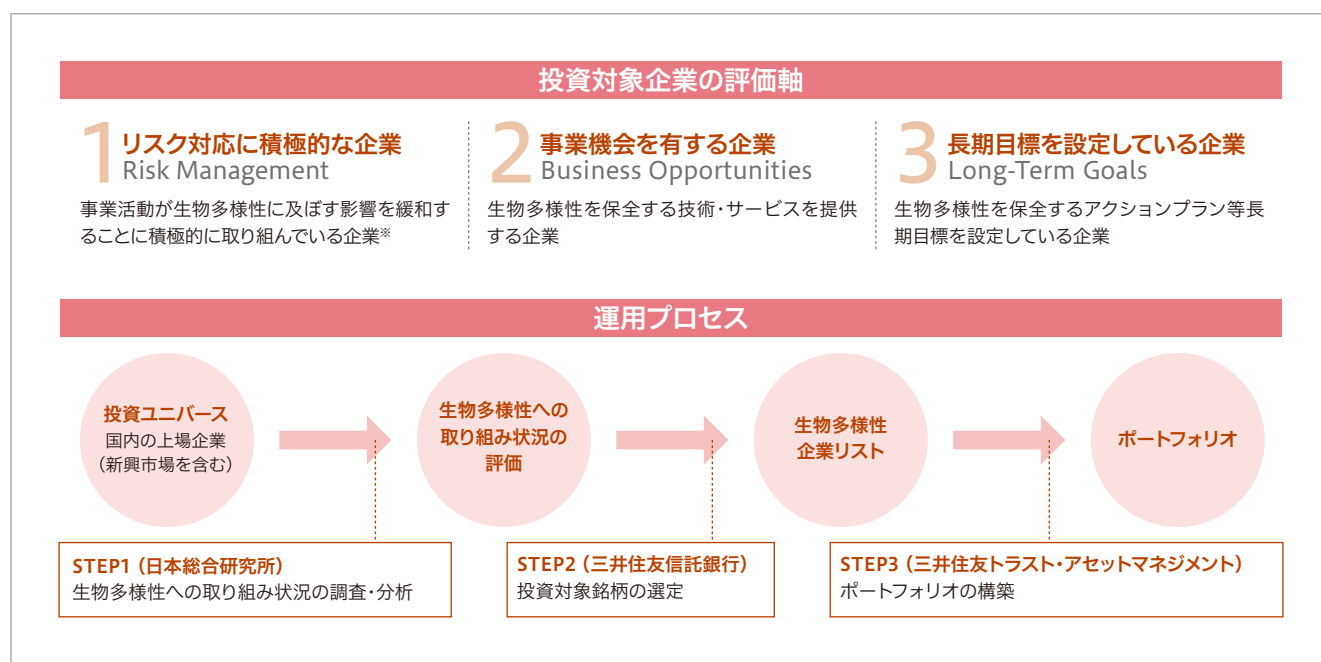 投資対象企業の評価軸
1 リスク対応に積極的な企業
Risk Management
事業活動が生物多様性に及ぼす影響を緩和す
ることに積極的に取り組んでいる企業※
2 事業機会を有する企業
Business Opportunities
生物多様性を保全する技術・サービスを提供
する企業
3 長期目標を設定している企業
Long-Term Goals
生物多様性を保全するアクションプラン等長
期目標を設定している企業
運用プロセス
投資ユニバース
国内の上場企業
（新興市場を含む）
生物多様性への
取り組み状況の
評価
生物多様性
企業リスト
ポートフォリオ
STEP1（日本総合研究所）
生物多様性への取り組み状況の調査・分析
STEP2（三井住友信託銀行）
投資対象銘柄の選定
STEP3（三井住友トラスト・アセットマネジメント）
ポートフォリオの構築